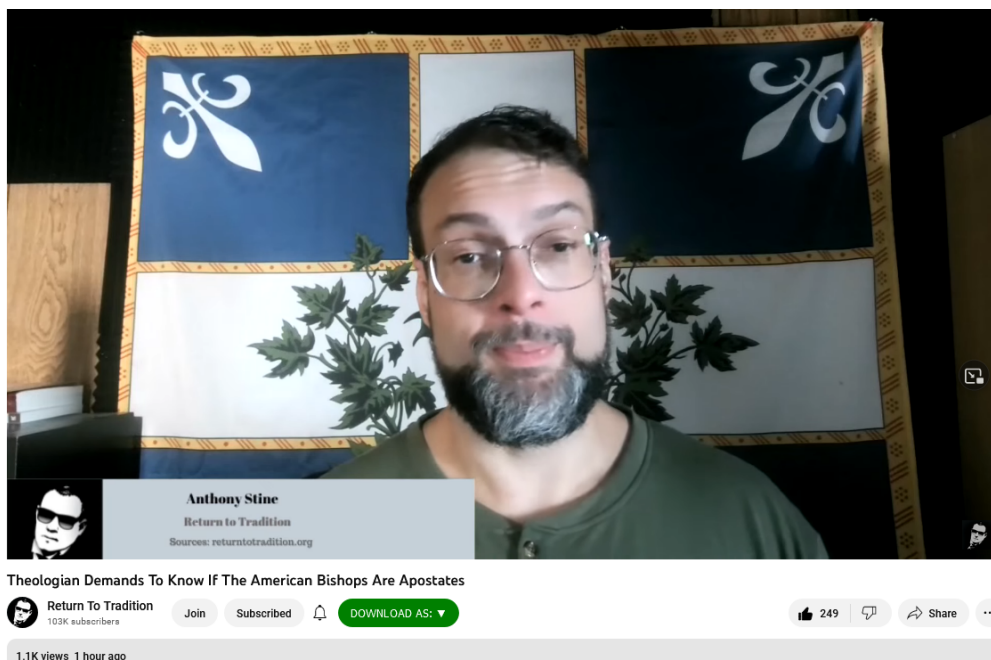 Anthony Stine
Return to Tradition
Sources: returntotradition.org
Theologian Demands To Know If The American Bishops Are Apostates
Return To Tradition
103K subscribers
Join
Subscribed
DOWNLOAD AS: ▼
249
Share
1.1K views 1 hour ago